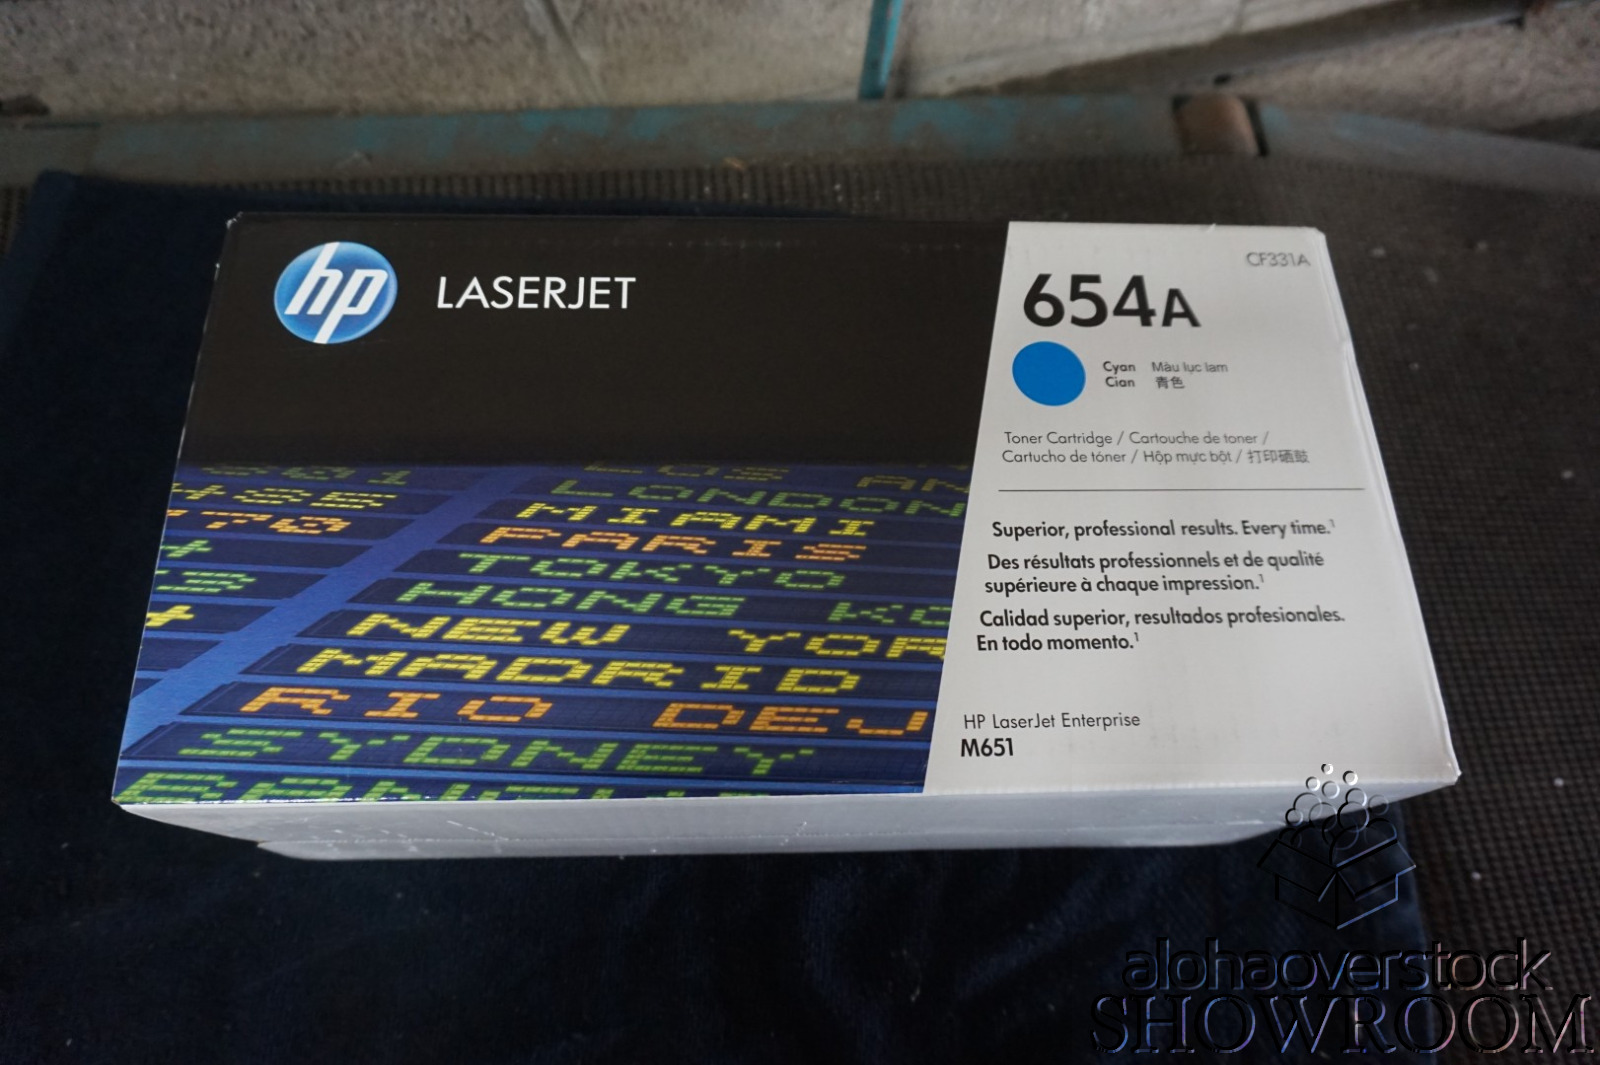 hp LASERJET
CF331A
654A
Cyan Màu lục lam
Cian 青色
Toner Cartridge / Cartouche de toner /
Cartucho de tóner / Hộp mực bột / 打印硒鼓
Superior, professional results. Every time.¹
Des résultats professionnels et de qualité
supérieure à chaque impression.¹
Calidad superior, resultados profesionales.
En todo momento.¹
HP LaserJet Enterprise
M651
LONDON
MIAMI
PARIS
TOKYO
HONG KO
NEW YOR
MADRID
RIO DEJ
SYDNEY
alohaoverstock
SHOWROOM